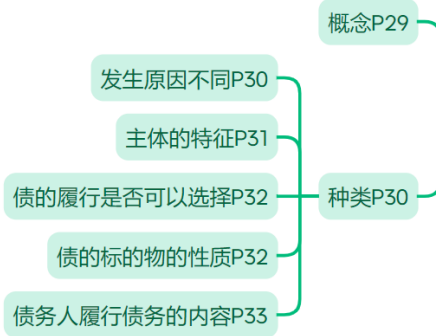 概念P29
发生原因不同P30
主体的特征P31
债的履行是否可以选择P32
种类P30
债的标的物的性质P32
债务人履行债务的内容P33